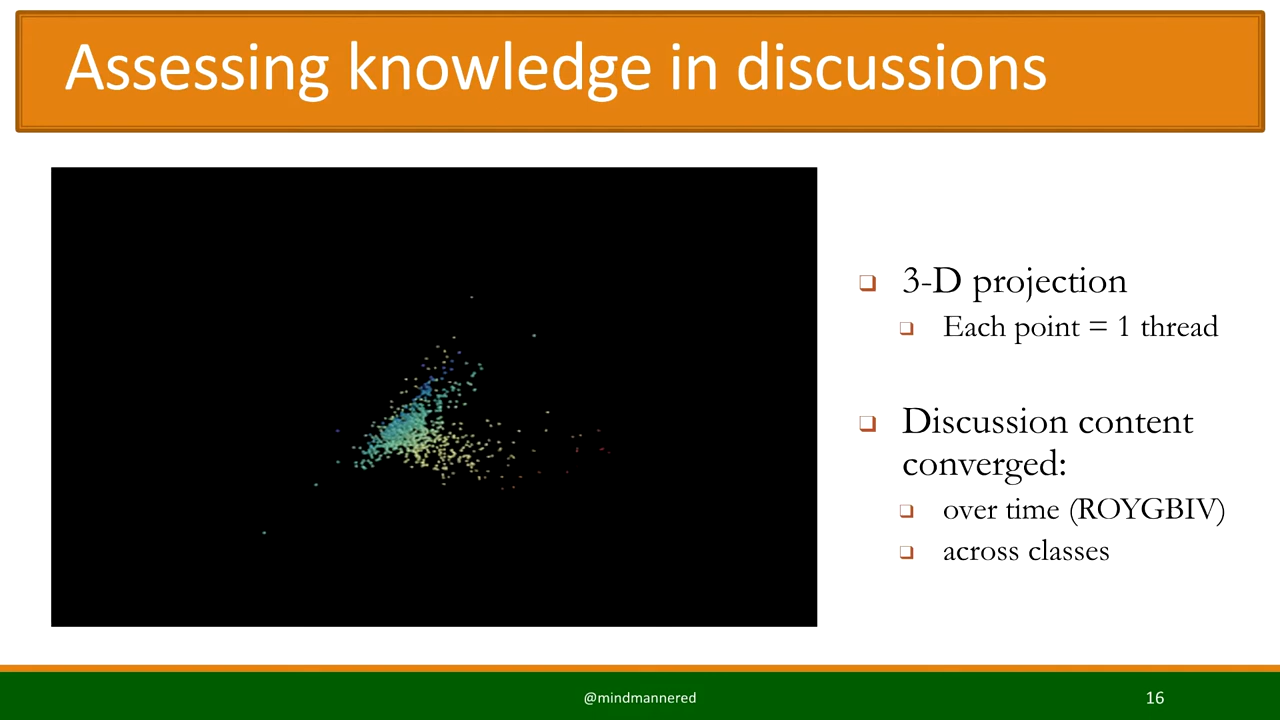 Assessing knowledge in discussions
3-D projection
Each point = 1 thread
Discussion content
converged:
over time (ROYGBIV)
across classes
@mindmannered
16